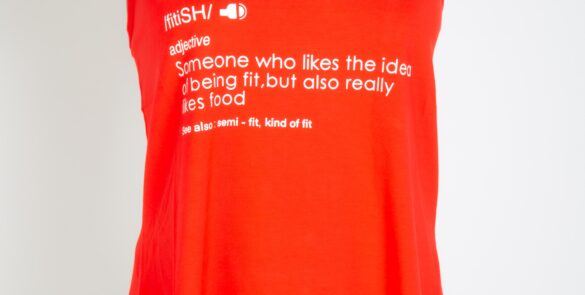 /fitiSH/
adjective
Someone who likes the idea
of being fit,but also really
likes food
See also : semi - fit, kind of fit